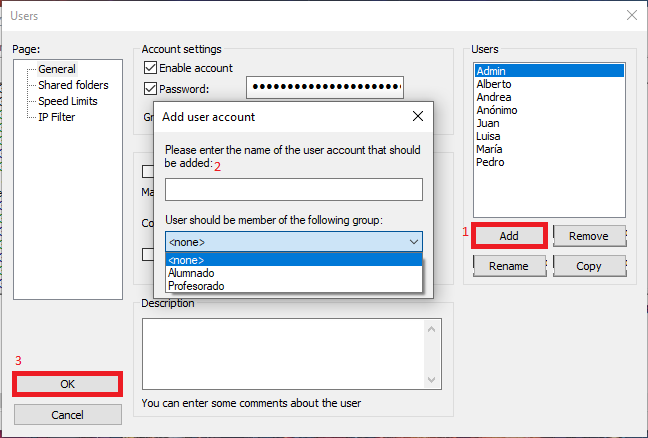 Users
Page:
General
Shared folders
Speed Limits
IP Filter
3
OK
Cancel
Account settings
Enable account
Password:
Add user account
Please enter the name of the user account that should
be added:
2
User should be member of the following group:
<none>
<none>
Alumnado
Profesorado
Description
You can enter some comments about the user
Users
Admin
Alberto
Andrea
Anónimo
Juan
Luisa
María
Pedro
1
Add
Remove
Rename
Copy